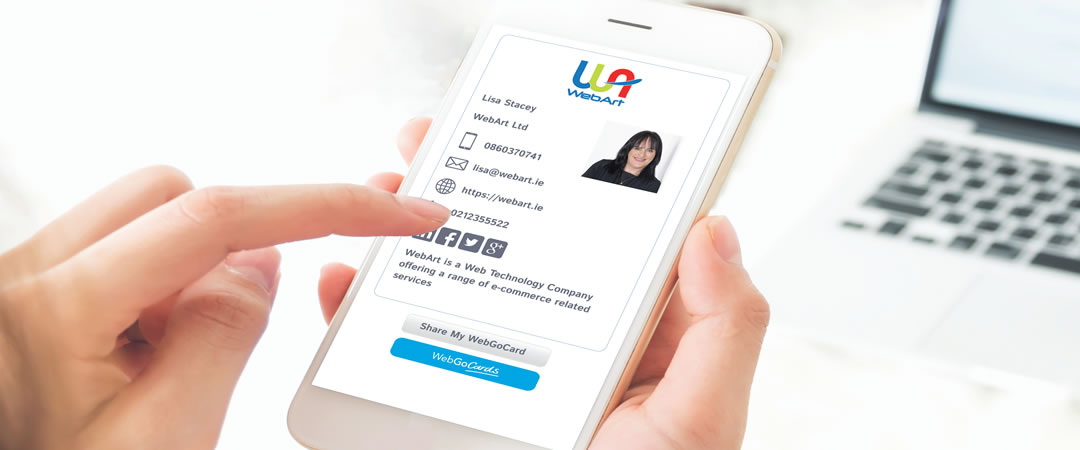 WebArt
Lisa Stacey
WebArt Ltd
0860370741
lisa@webart.ie
https://webart.ie
0212355522
in f g+
WebArt is a Web Technology Company
offering a range of e-commerce related
services
Share My WebGoCard
WebGoCards